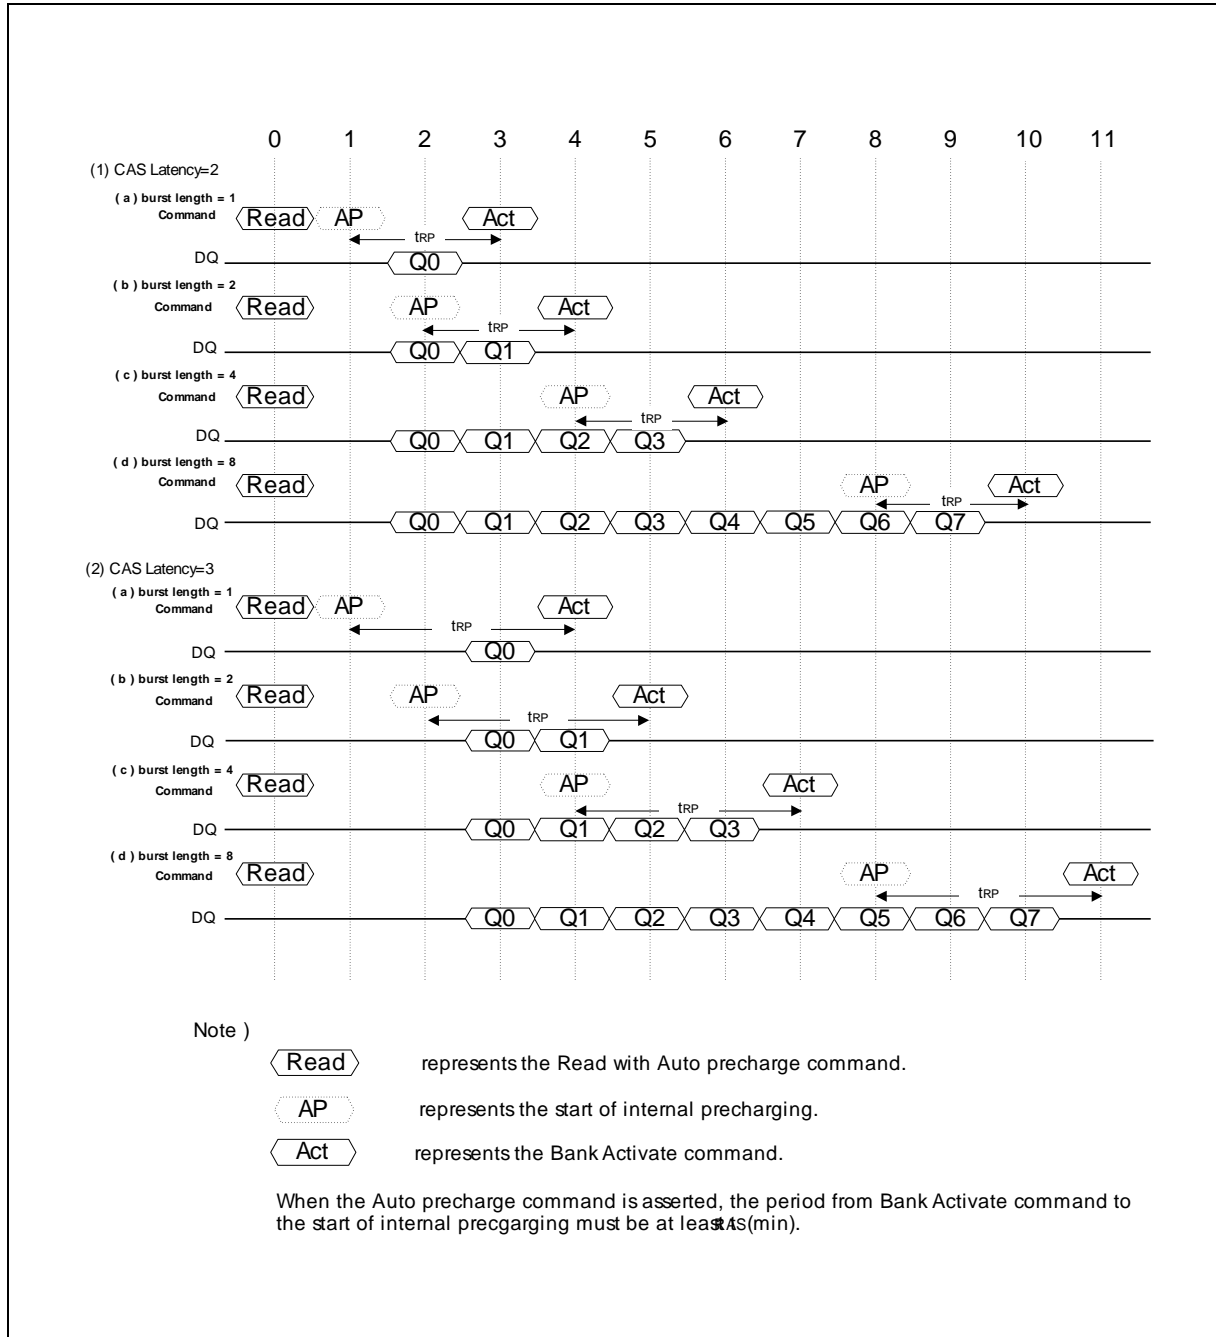 0 1 2 3 4 5 6 7 8 9 10 11
(1) CAS Latency=2
( a ) burst length = 1
Command Read AP Act
tRP
DQ Q0
( b ) burst length = 2
Command Read AP Act
tRP
DQ Q0 Q1
( c ) burst length = 4
Command Read AP Act
tRP
DQ Q0 Q1 Q2 Q3
( d ) burst length = 8
Command Read AP Act
tRP
DQ Q0 Q1 Q2 Q3 Q4 Q5 Q6 Q7
(2) CAS Latency=3
( a ) burst length = 1
Command Read AP Act
tRP
DQ Q0
( b ) burst length = 2
Command Read AP Act
tRP
DQ Q0 Q1
( c ) burst length = 4
Command Read AP Act
tRP
DQ Q0 Q1 Q2 Q3
( d ) burst length = 8
Command Read AP Act
tRP
DQ Q0 Q1 Q2 Q3 Q4 Q5 Q6 Q7
Note )
Read represents the Read with Auto precharge command.
AP represents the start of internal precharging.
Act represents the Bank Activate command.
When the Auto precharge command is asserted, the period from Bank Activate command to
the start of internal precgarging must be at least tRAS(min).